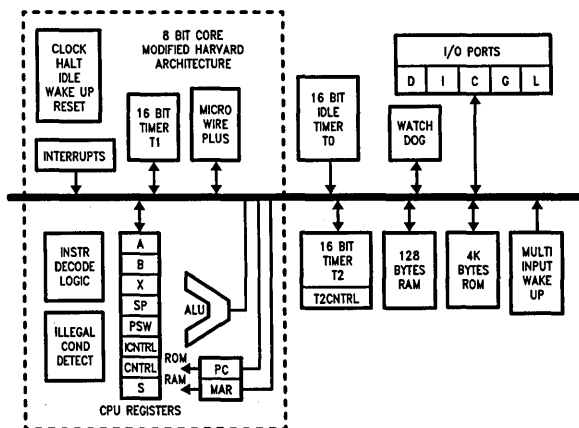 CLOCK
HALT
IDLE
WAKE UP
RESET
8 BIT CORE
MODIFIED HARVARD
ARCHITECTURE
INTERRUPTS
16 BIT
TIMER
T1
MICRO
WIRE
PLUS
16 BIT
IDLE
TIMER
T0
WATCH
DOG
I/O PORTS
D I C G L
INSTR
DECODE
LOGIC
ILLEGAL
COND
DETECT
A
B
X
SP
PSW
ICNTRL
CNTRL
S
CPU REGISTERS
ALU
ROM
RAM
PC
MAR
16 BIT
TIMER
T2
T2CNTRL
128
BYTES
RAM
4K
BYTES
ROM
MULTI
INPUT
WAKE
UP